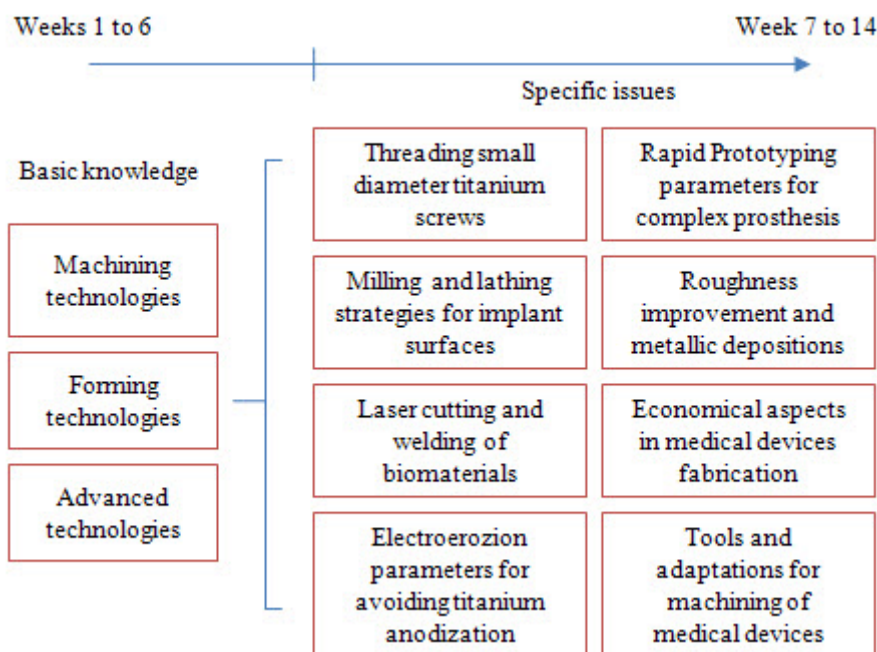 Weeks 1 to 6
Week 7 to 14
Specific issues
Basic knowledge
Machining
technologies
Forming
technologies
Advanced
technologies
Threading small
diameter titanium
screws
Rapid Prototyping
parameters for
complex prosthesis
Milling and lathing
strategies for implant
surfaces
Roughness
improvement and
metallic depositions
Laser cutting and
welding of
biomaterials
Economical aspects
in medical devices
fabrication
Electroerozion
parameters for
avoiding titanium
anodization
Tools and
adaptations for
machining of
medical devices